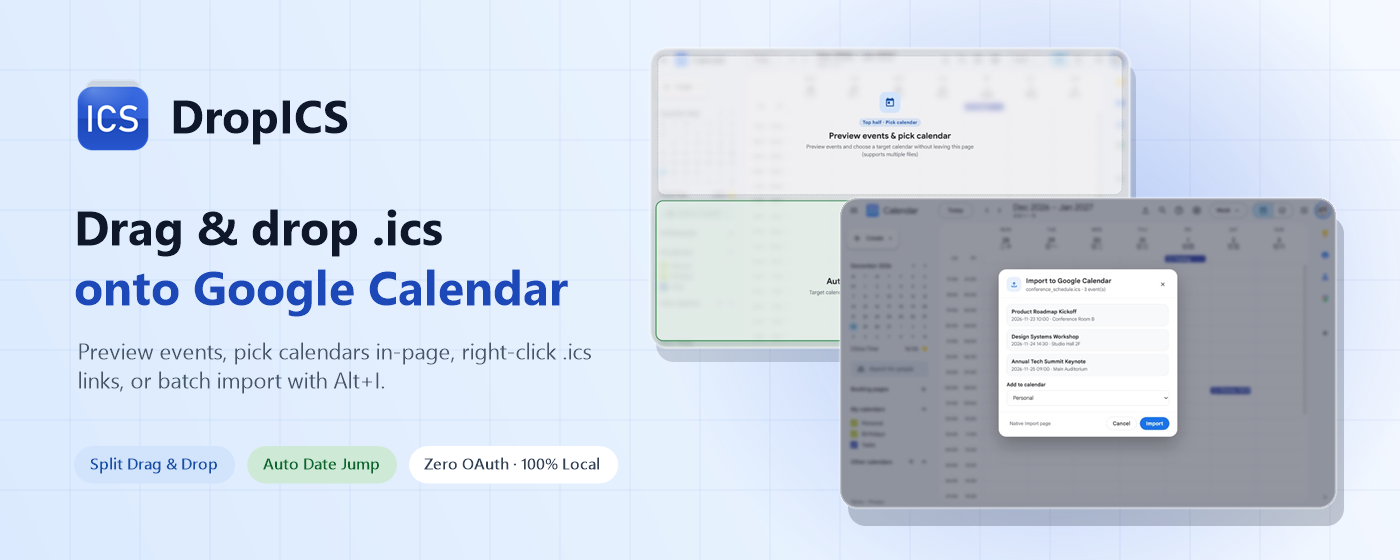 ICS
DropICS
Drag & drop .ics
onto Google Calendar
Preview events, pick calendars in-page, right-click .ics
links, or batch import with Alt+I.
Split Drag & Drop
Auto Date Jump
Zero OAuth · 100% Local
Top half · Pick calendar
Preview events & pick calendar
Preview events and choose a target calendar without leaving this page
(supports multiple files)
Aut
Target calen
Calendar
Today
Dec 2026 – Jan 2027
Create
Import to Google Calendar
conference_schedule.ics · 3 event(s)
Product Roadmap Kickoff
2026-11-23 10:00 · Conference Room B
Design Systems Workshop
2026-11-24 14:30 · Studio Hall 2F
Annual Tech Summit Keynote
2026-11-25 09:00 · Main Auditorium
Add to calendar
Personal
Native Import page
Cancel
Import